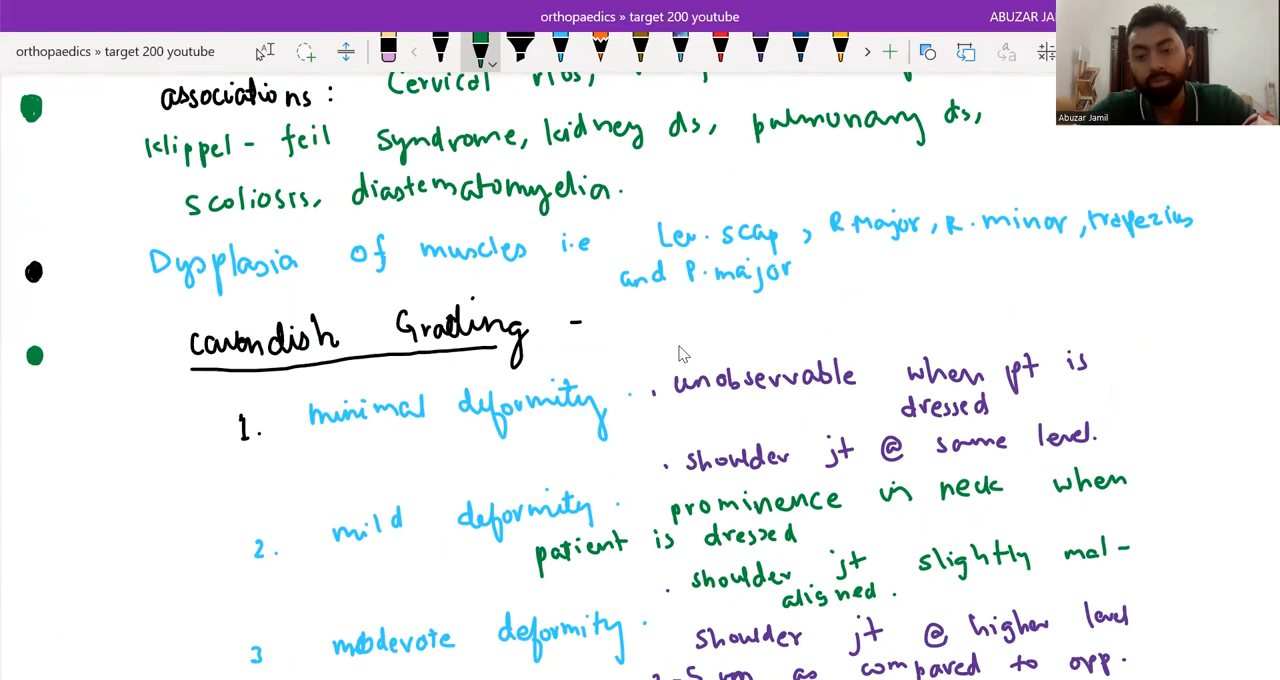 orthopaedics » target 200 youtube
ABUZAR JA
orthopaedics » target 200 youtube
Abuzar Jamil
associations : Cervical ribs,
Klippel - feil syndrome, kidney ds, pulmonary ds,
scoliosis, diastematomyelia.
Dysplasia of muscles i.e Lev. scap, R Major, R. minor, trapezius
and P. major
Cavendish Grading -
1. minimal deformity . . unobservable when pt is
dressed
. shoulder jt @ same level.
2. mild deformity . prominence in neck when
patient is dressed
. shoulder jt slightly mal-
aligned.
3 moderate deformity . shoulder jt @ higher level
as compared to opp.